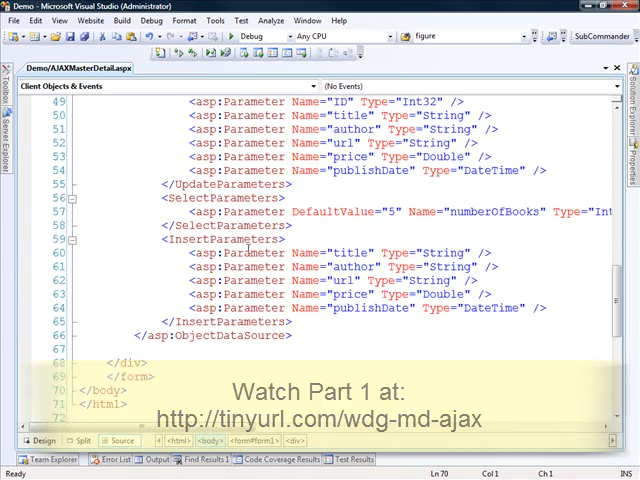 Demo - Microsoft Visual Studio (Administrator)
File Edit View Website Build Debug Format Tools Test Analyze Window Help
Debug Any CPU figure SubCommander
Demo/AJAXMasterDetail.aspx
Client Objects & Events (No Events)
49 <asp:Parameter Name="ID" Type="Int32" />
50 <asp:Parameter Name="title" Type="String" />
51 <asp:Parameter Name="author" Type="String" />
52 <asp:Parameter Name="url" Type="String" />
53 <asp:Parameter Name="price" Type="Double" />
54 <asp:Parameter Name="publishDate" Type="DateTime" />
55 </UpdateParameters>
56 <SelectParameters>
57 <asp:Parameter DefaultValue="5" Name="numberOfBooks" Type="Int
58 </SelectParameters>
59 <InsertParameters>
60 <asp:Parameter Name="title" Type="String" />
61 <asp:Parameter Name="author" Type="String" />
62 <asp:Parameter Name="url" Type="String" />
63 <asp:Parameter Name="price" Type="Double" />
64 <asp:Parameter Name="publishDate" Type="DateTime" />
65 </InsertParameters>
66 </asp:ObjectDataSource>
67
68 </div>
69 </form>
70 </body>
71 </html>
72
Watch Part 1 at:
http://tinyurl.com/wdg-md-ajax
Design Split Source <html> <body> <form#form1> <div>
Team Explorer Error List Output Find Results 1 Code Coverage Results Test Results
Ready Ln 70 Col 1 Ch 1 INS
Toolbox
Server Explorer
Solution Explorer
Properties